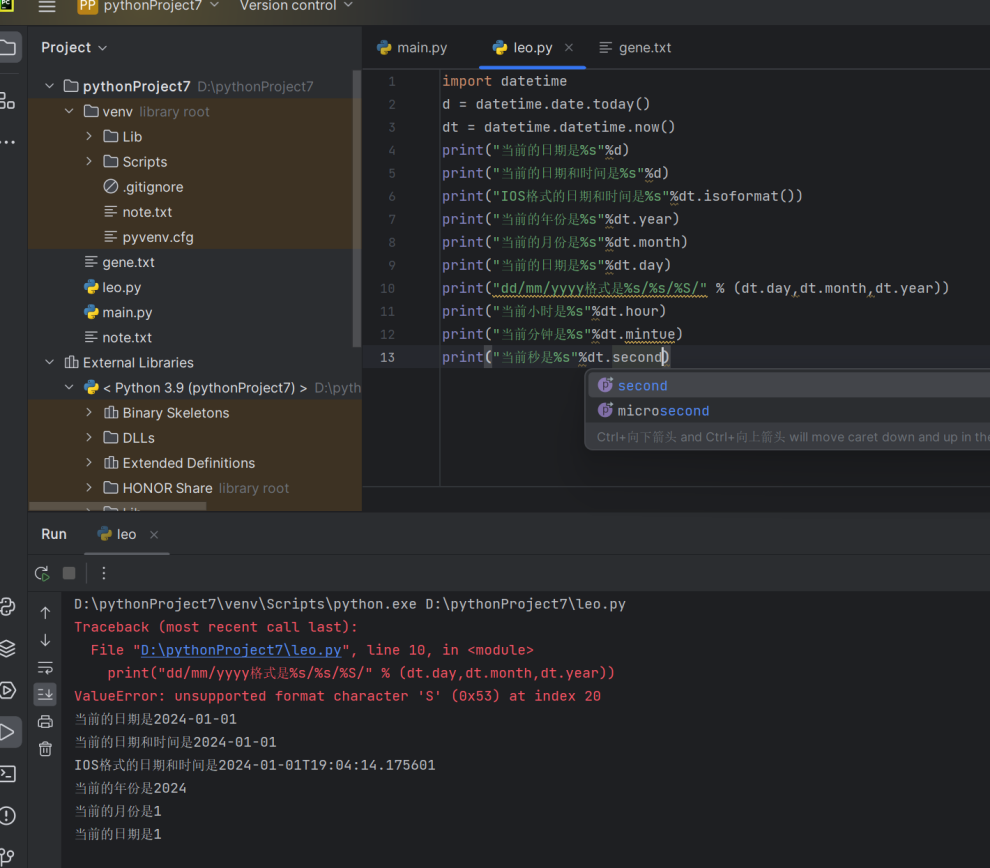 PC
PP pythonProject7
Version control
Project
main.py
leo.py
gene.txt
pythonProject7 D:\pythonProject7
venv library root
Lib
Scripts
.gitignore
note.txt
pyvenv.cfg
gene.txt
leo.py
main.py
note.txt
External Libraries
< Python 3.9 (pythonProject7) > D:\pyth
Binary Skeletons
DLLs
Extended Definitions
HONOR Share library root
Lib
1 import datetime
2 d = datetime.date.today()
3 dt = datetime.datetime.now()
4 print("当前的日期是%s"%d)
5 print("当前的日期和时间是%s"%d)
6 print("IOS格式的日期和时间是%s"%dt.isoformat())
7 print("当前的年份是%s"%dt.year)
8 print("当前的月份是%s"%dt.month)
9 print("当前的日期是%s"%dt.day)
10 print("dd/mm/yyyy格式是%s/%s/%S/" % (dt.day,dt.month,dt.year))
11 print("当前小时是%s"%dt.hour)
12 print("当前分钟是%s"%dt.mintue)
13 print("当前秒是%s"%dt.second)
second
microsecond
Ctrl+向下箭头 and Ctrl+向上箭头 will move caret down and up in the
Run
leo
D:\pythonProject7\venv\Scripts\python.exe D:\pythonProject7\leo.py
Traceback (most recent call last):
File "D:\pythonProject7\leo.py", line 10, in <module>
print("dd/mm/yyyy格式是%s/%s/%S/" % (dt.day,dt.month,dt.year))
ValueError: unsupported format character 'S' (0x53) at index 20
当前的日期是2024-01-01
当前的日期和时间是2024-01-01
IOS格式的日期和时间是2024-01-01T19:04:14.175601
当前的年份是2024
当前的月份是1
当前的日期是1